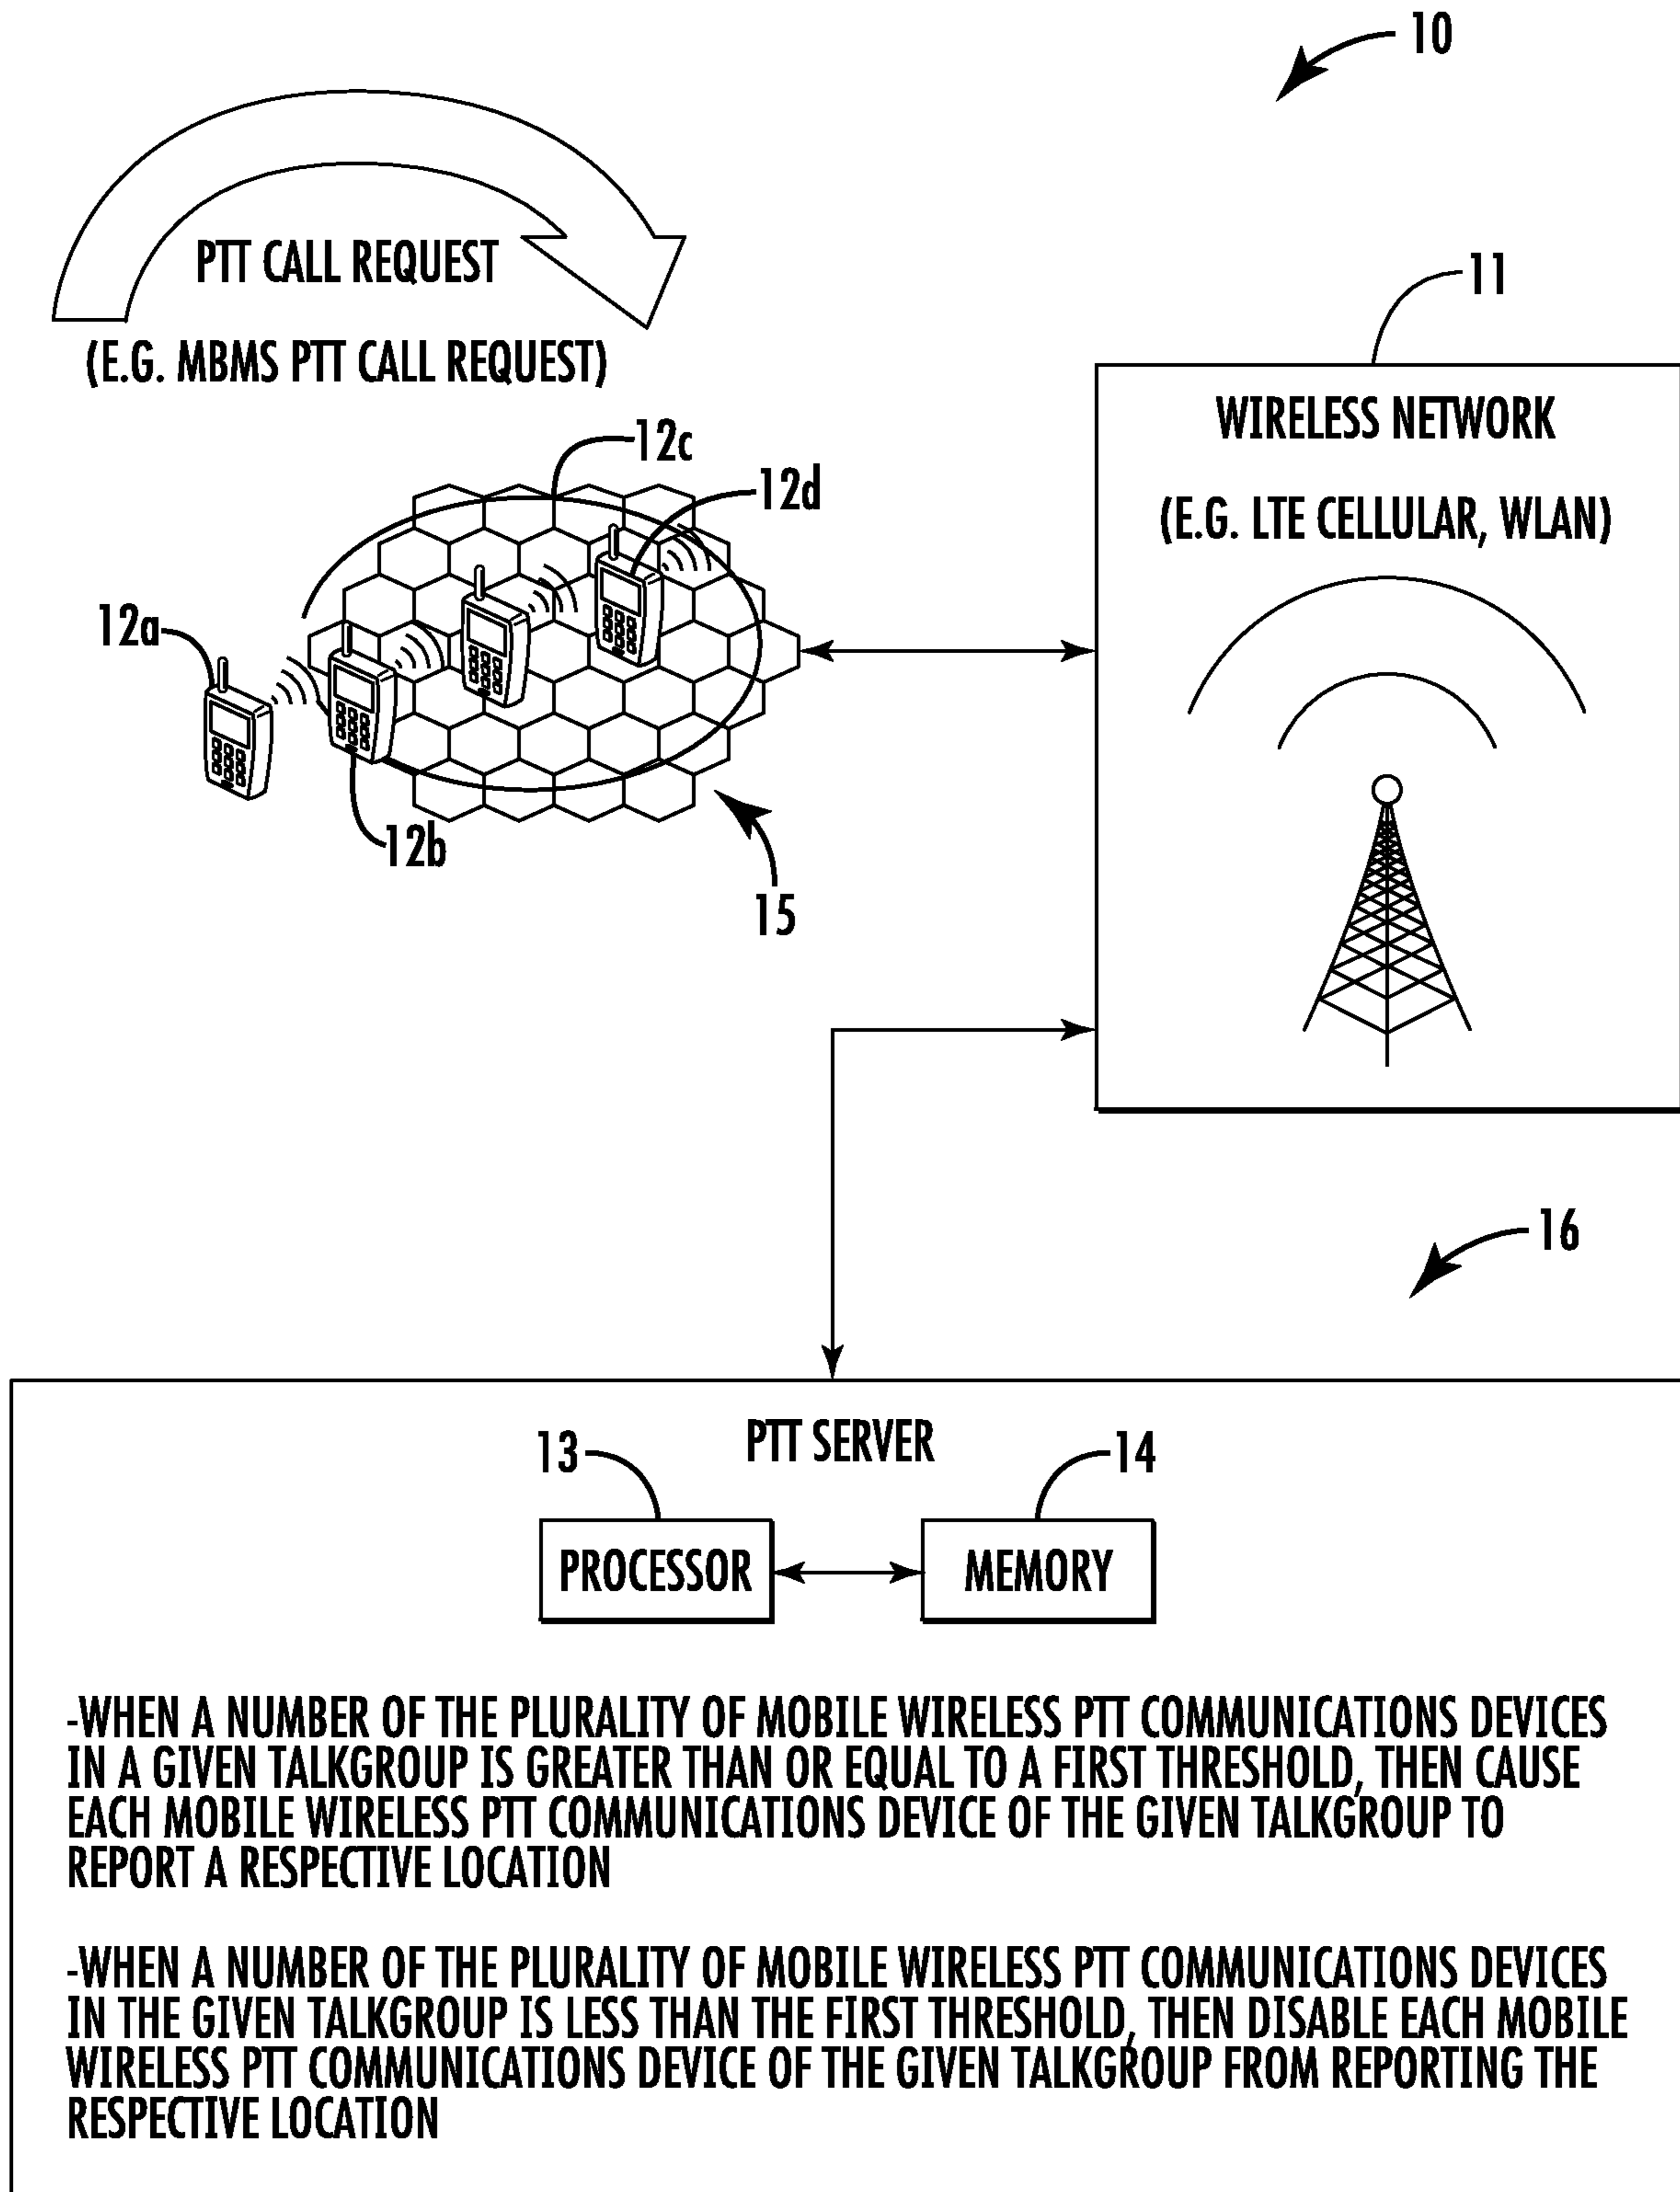 10
PTT CALL REQUEST
(E.G. MBMS PTT CALL REQUEST)
11
WIRELESS NETWORK
(E.G. LTE CELLULAR, WLAN)
12c
12d
12a
12b
15
16
PTT SERVER
13
14
PROCESSOR
MEMORY
-WHEN A NUMBER OF THE PLURALITY OF MOBILE WIRELESS PTT COMMUNICATIONS DEVICES
IN A GIVEN TALKGROUP IS GREATER THAN OR EQUAL TO A FIRST THRESHOLD, THEN CAUSE
EACH MOBILE WIRELESS PTT COMMUNICATIONS DEVICE OF THE GIVEN TALKGROUP TO
REPORT A RESPECTIVE LOCATION
-WHEN A NUMBER OF THE PLURALITY OF MOBILE WIRELESS PTT COMMUNICATIONS DEVICES
IN THE GIVEN TALKGROUP IS LESS THAN THE FIRST THRESHOLD, THEN DISABLE EACH MOBILE
WIRELESS PTT COMMUNICATIONS DEVICE OF THE GIVEN TALKGROUP FROM REPORTING THE
RESPECTIVE LOCATION